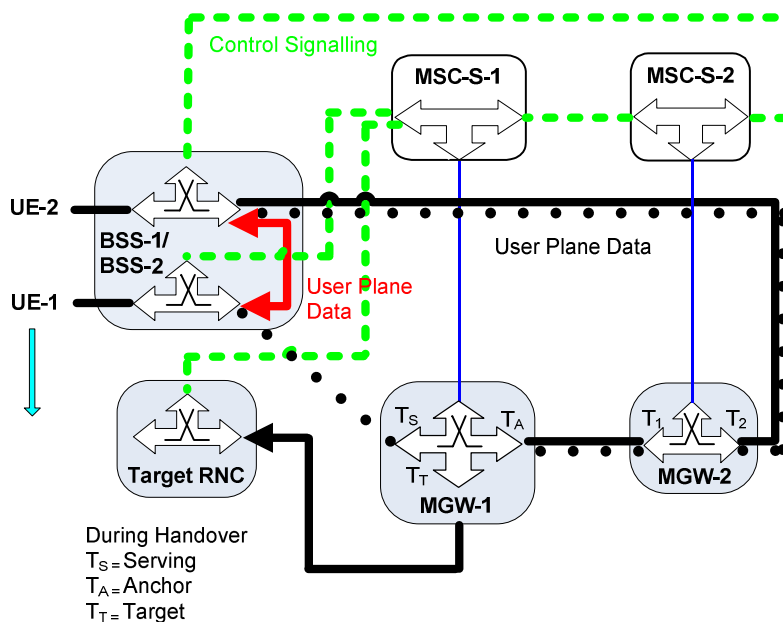 Control Signalling
MSC-S-1
MSC-S-2
UE-2
BSS-1/
BSS-2
User Plane Data
User Plane
Data
UE-1
TS
TA
TT
MGW-1
T1
T2
MGW-2
Target RNC
During Handover
TS=Serving
TA=Anchor
TT=Target